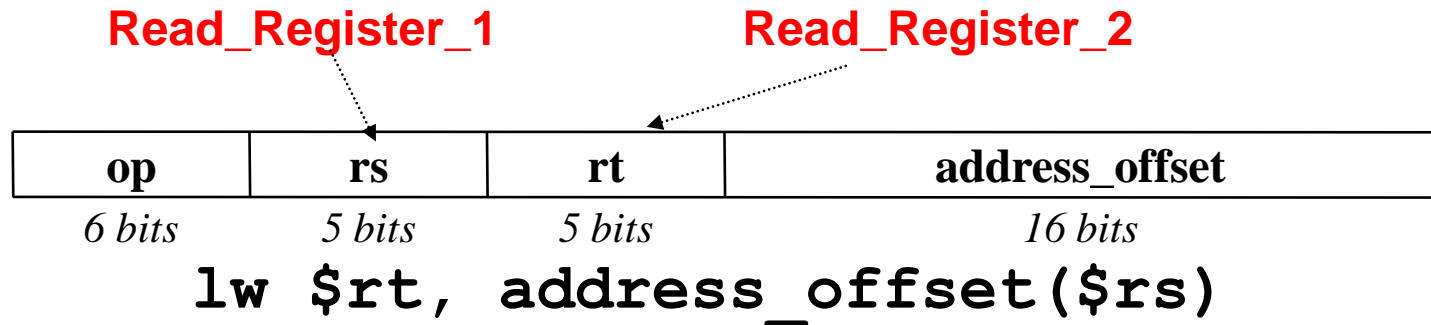 Read_Register_1 Read_Register_2
op rs rt address_offset
6 bits 5 bits 5 bits 16 bits
lw $rt, address_offset($rs)